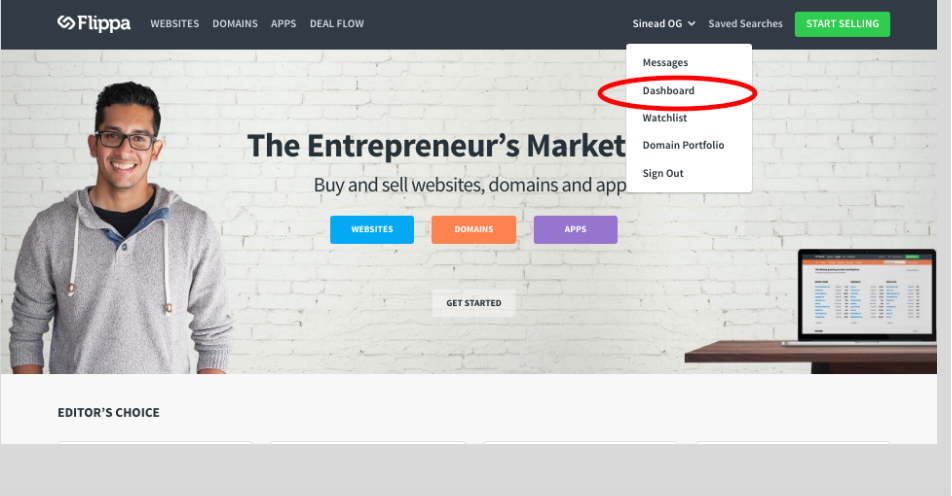 Flippa WEBSITES DOMAINS APPS DEAL FLOW Sinead OG Saved Searches START SELLING
Messages
Dashboard
Watchlist
Domain Portfolio
Sign Out
The Entrepreneur’s Market
Buy and sell websites, domains and app
WEBSITES DOMAINS APPS
GET STARTED
EDITOR’S CHOICE